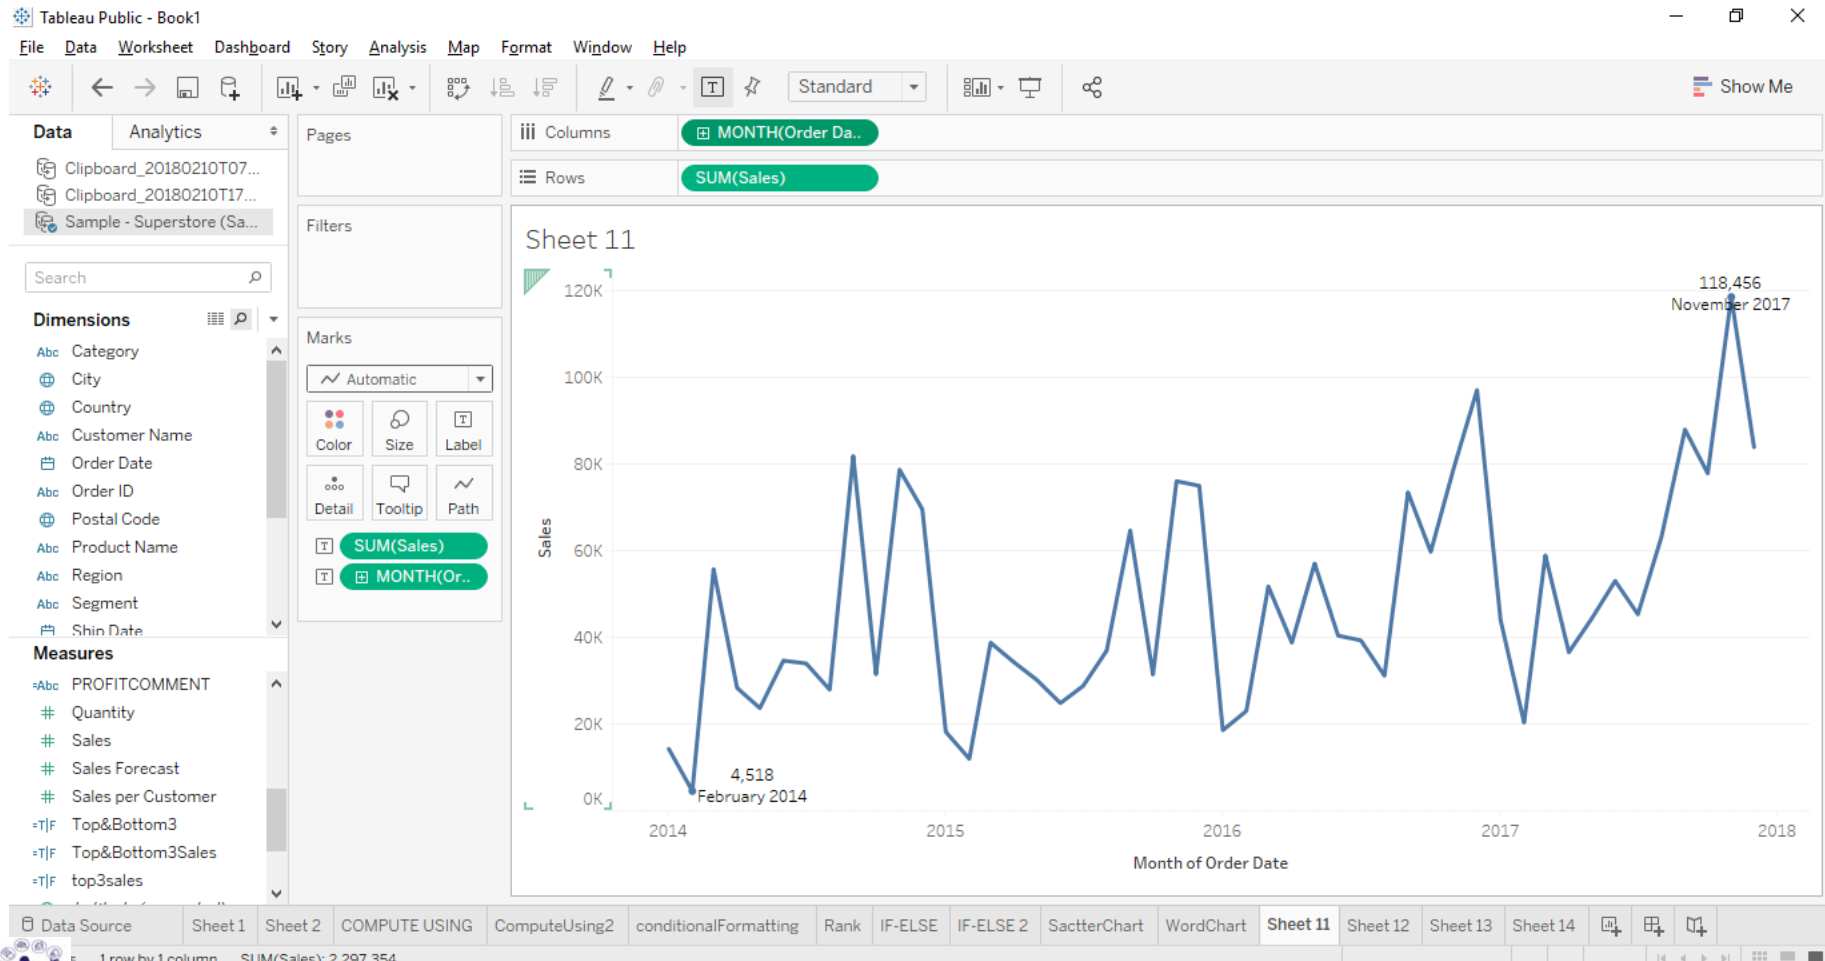 Tableau Public - Book1
File Data Worksheet Dashboard Story Analysis Map Format Window Help
Standard
Show Me
Data Analytics
Clipboard_20180210T07...
Clipboard_20180210T17...
Sample - Superstore (Sa...
Search
Dimensions
Abc Category
City
Country
Abc Customer Name
Order Date
Abc Order ID
Postal Code
Abc Product Name
Abc Region
Abc Segment
Ship Date
Measures
=Abc PROFITCOMMENT
# Quantity
# Sales
# Sales Forecast
# Sales per Customer
=T|F Top&Bottom3
=T|F Top&Bottom3Sales
=T|F top3sales
Pages
Filters
Marks
Automatic
Color Size Label
Detail Tooltip Path
SUM(Sales)
MONTH(Or..
Columns MONTH(Order Da..
Rows SUM(Sales)
Sheet 11
120K
100K
80K
60K
40K
20K
0K
Sales
118,456
November 2017
4,518
February 2014
2014 2015 2016 2017 2018
Month of Order Date
Data Source Sheet 1 Sheet 2 COMPUTE USING ComputeUsing2 conditionalFormatting Rank IF-ELSE IF-ELSE 2 SactterChart WordChart Sheet 11 Sheet 12 Sheet 13 Sheet 14
1 row by 1 column SUM(Sales): 2,297,354